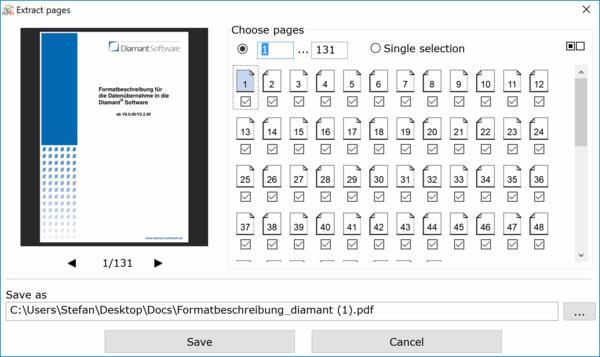 Extract pages
Choose pages
1 ... 131 Single selection
DiamantSoftware
Formatbeschreibung für
die Datenübernahme in die
Diamant® Software
ab V6.0.00/V2.2.00
www.diamant-software.de
1/131
1 2 3 4 5 6 7 8 9 10 11 12
13 14 15 16 17 18 19 20 21 22 23 24
25 26 27 28 29 30 31 32 33 34 35 36
37 38 39 40 41 42 43 44 45 46 47 48
Save as
C:\Users\Stefan\Desktop\Docs\Formatbeschreibung_diamant (1).pdf
...
Save Cancel